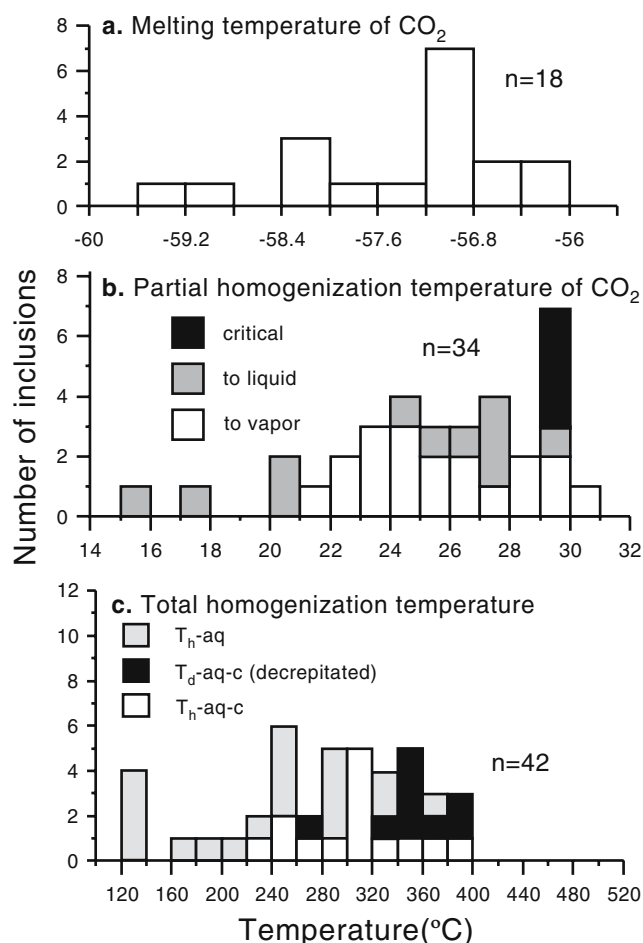 a. Melting temperature of CO₂
n=18
8
6
4
2
0
-60 -59.2 -58.4 -57.6 -56.8 -56
b. Partial homogenization temperature of CO₂
critical
to liquid
to vapor
n=34
8
6
4
2
0
14 16 18 20 22 24 26 28 30 32
Number of inclusions
c. Total homogenization temperature
Tₕ-aq
T_d-aq-c (decrepitated)
Tₕ-aq-c
n=42
12
10
8
6
4
2
0
120 160 200 240 280 320 360 400 440 480 520
Temperature(°C)